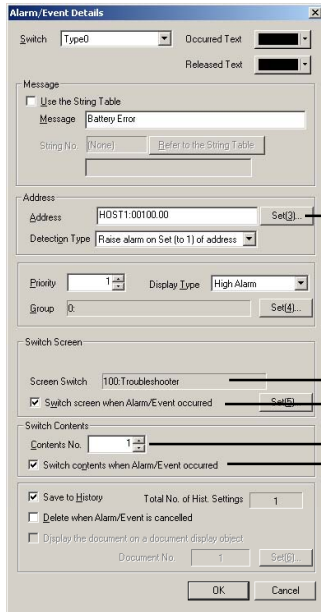 Alarm/Event Details
Switch Type0 Occurred Text
Released Text
Message
Use the String Table
Message Battery Error
String No. (None) Refer to the String Table
Address
Address HOST1:00100.00 Set(3)...
Detection Type Raise alarm on Set (to 1) of address
Priority 1 Display Type High Alarm
Group 0: Set(4)...
Switch Screen
Screen Switch 100:Troubleshooter
Switch screen when Alarm/Event occurred Set(5)
Switch Contents
Contents No. 1
Switch contents when Alarm/Event occurred
Save to History Total No. of Hist. Settings 1
Delete when Alarm/Event is cancelled
Display the document on a document display object
Document No. 1 Set(6)...
OK Cancel